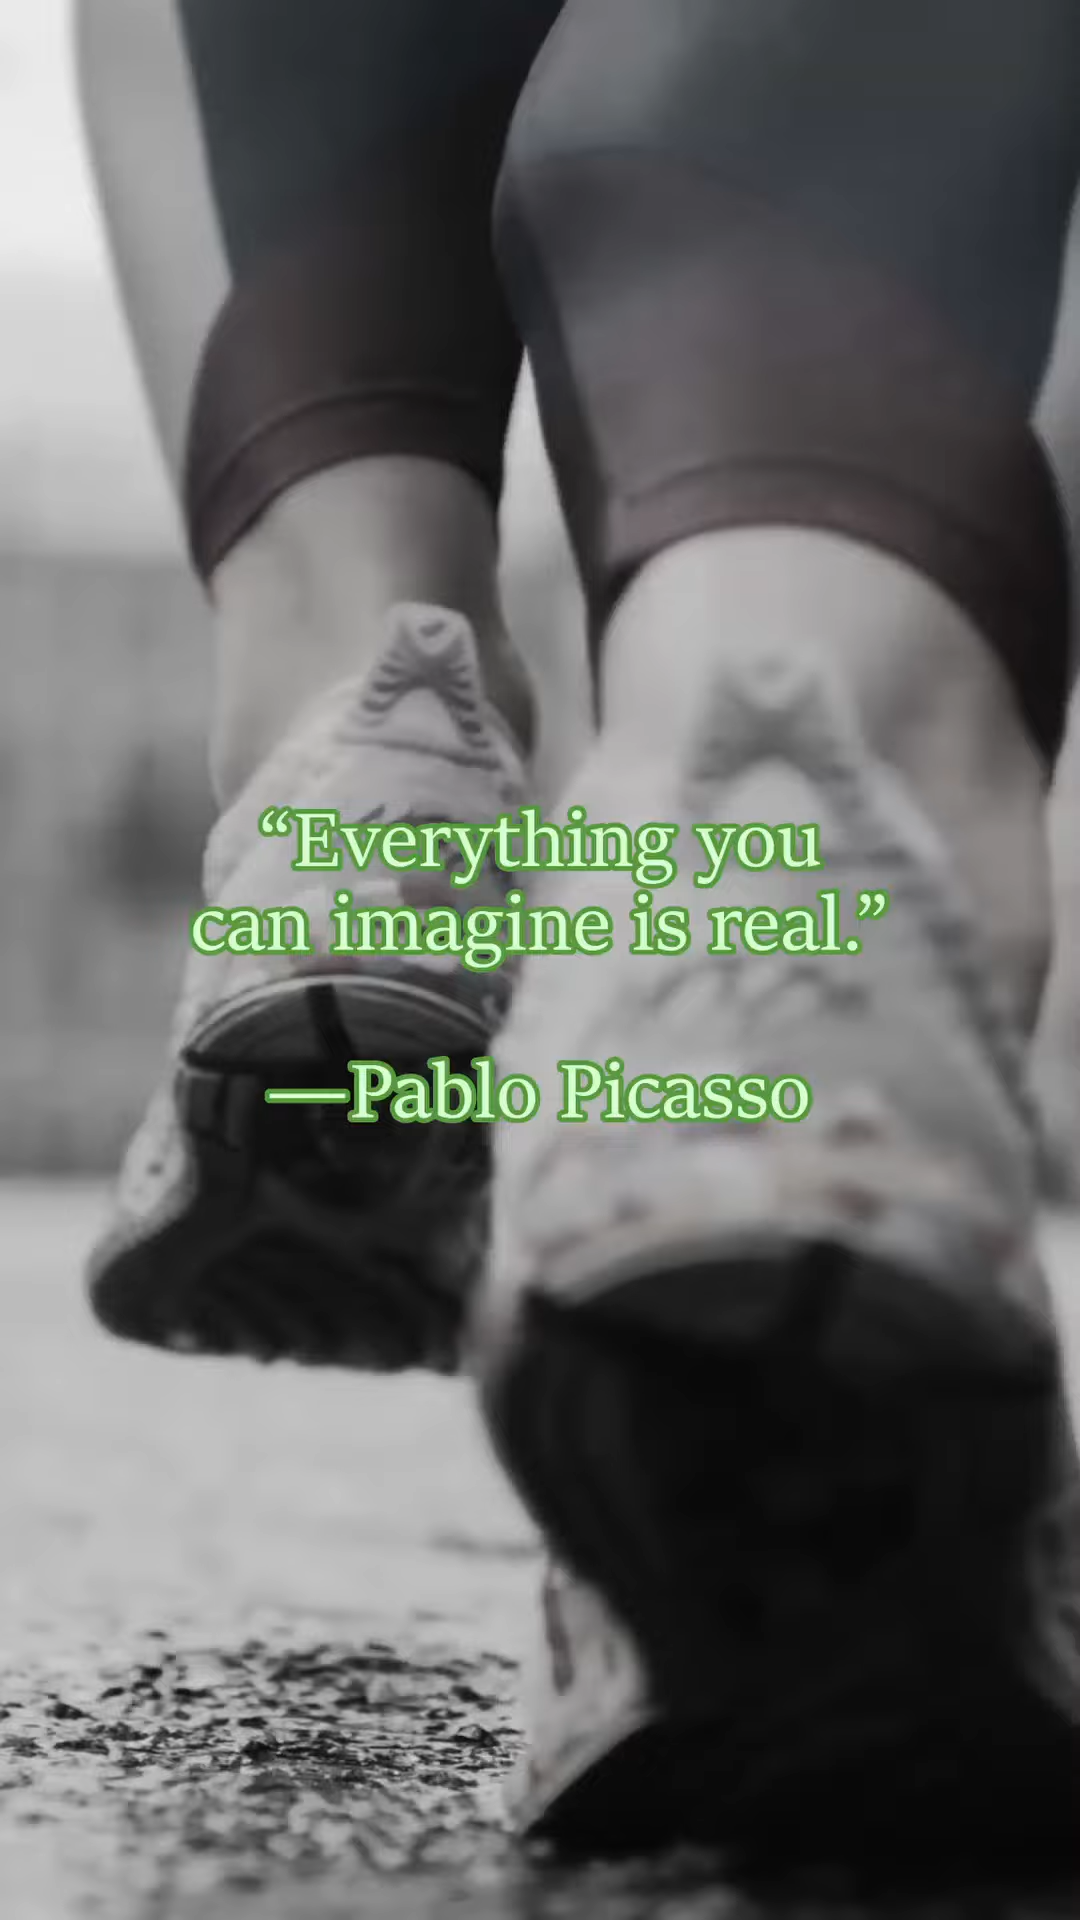 “Everything you
can imagine is real.”
—Pablo Picasso